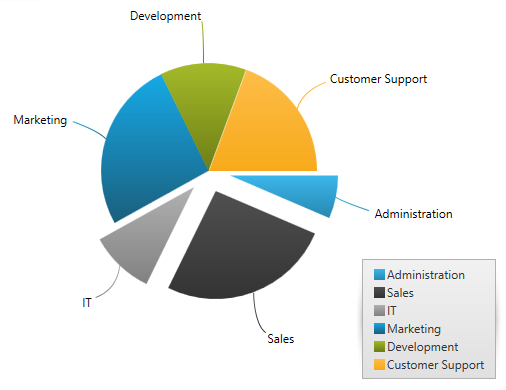 Development
Customer Support
Marketing
Administration
IT
Sales
Administration
Sales
IT
Marketing
Development
Customer Support